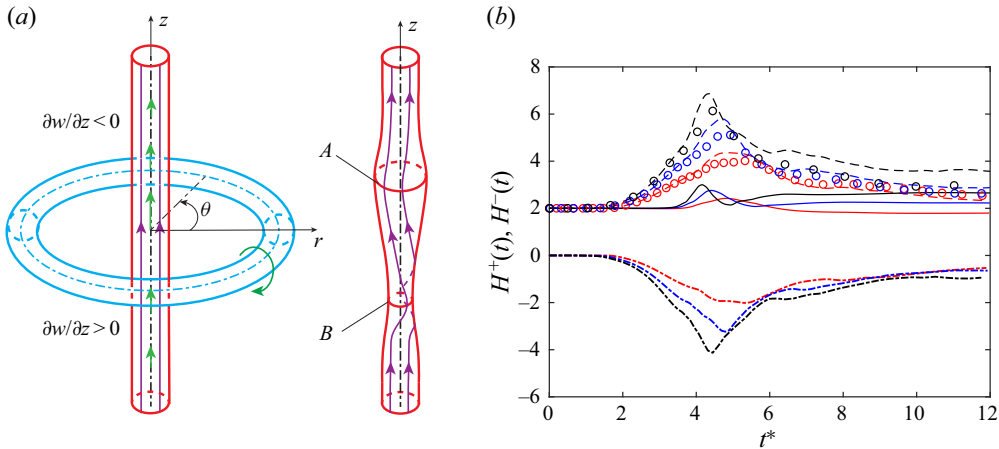 (a)
z
∂w/∂z < 0
θ
r
∂w/∂z > 0
z
A
B
(b)
8
6
4
2
0
–2
–4
–6
H⁺(t), H⁻(t)
0
2
4
6
8
10
12
t*